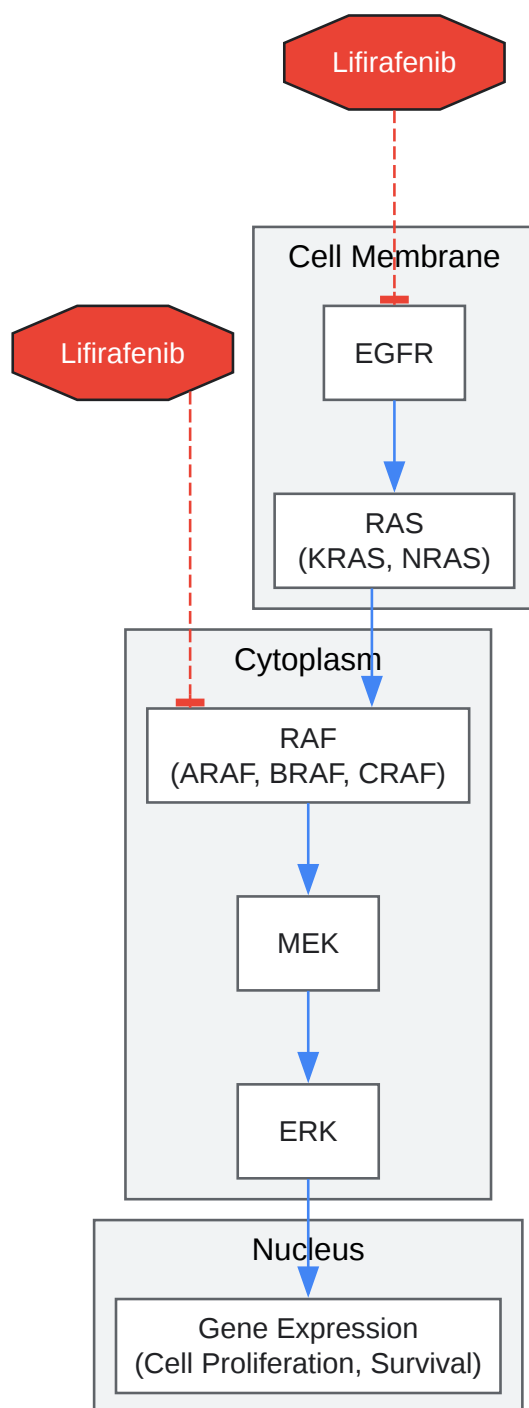 Lifirafenib
Cell Membrane
Lifirafenib
EGFR
RAS
(KRAS, NRAS)
Cytoplasm
RAF
(ARAF, BRAF, CRAF)
MEK
ERK
Nucleus
Gene Expression
(Cell Proliferation, Survival)